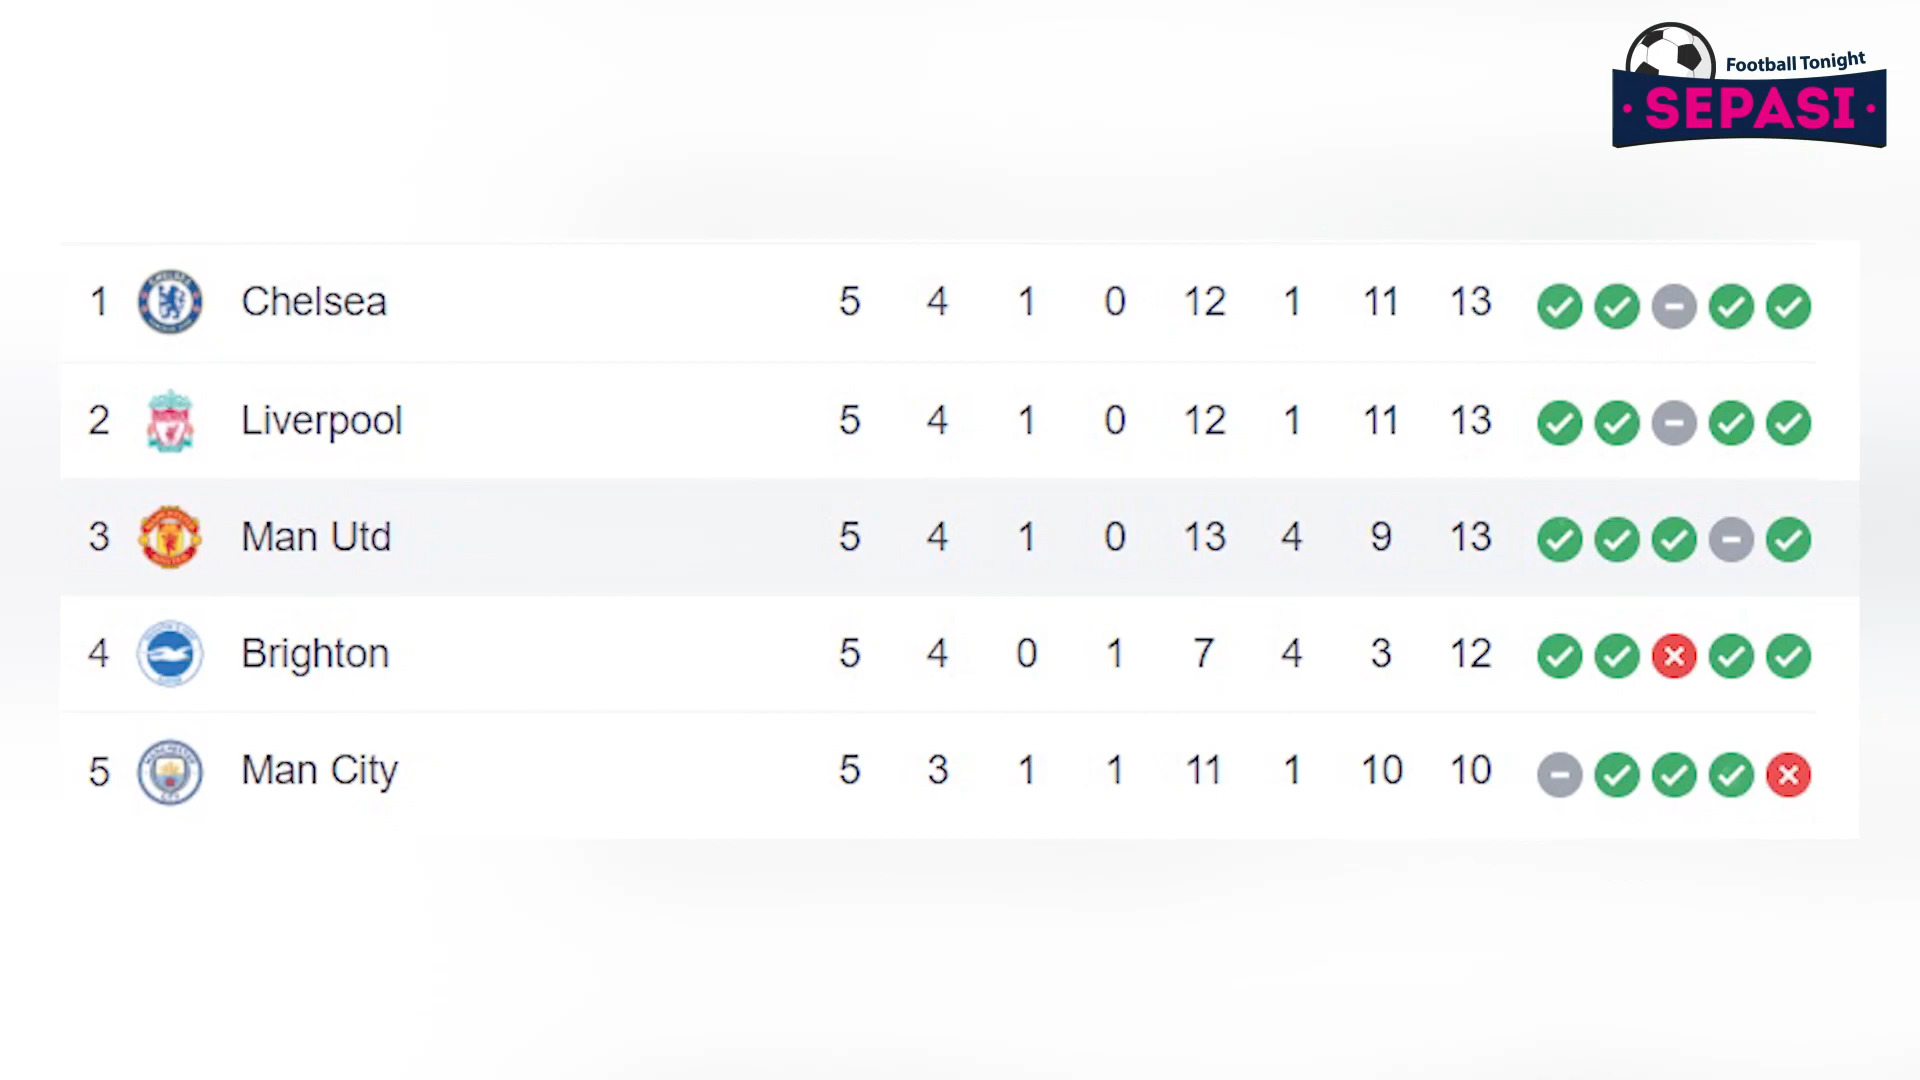 Football Tonight
SEPASI
1 Chelsea 5 4 1 0 12 1 11 13
2 Liverpool 5 4 1 0 12 1 11 13
3 Man Utd 5 4 1 0 13 4 9 13
4 Brighton 5 4 0 1 7 4 3 12
5 Man City 5 3 1 1 11 1 10 10